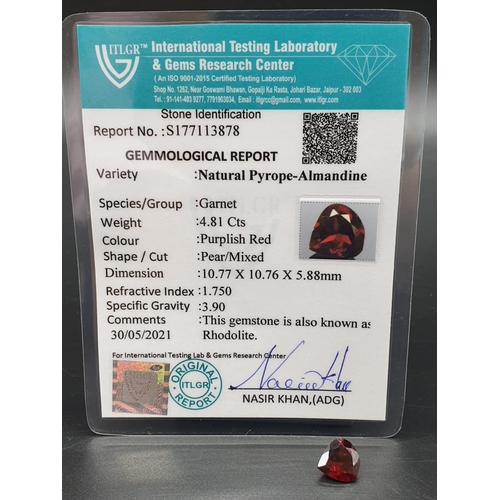 ITLGR™ International Testing Laboratory
& Gems Research Center
(An ISO 9001-2015 Certified Testing Laboratory)
Shop No. 1262, Near Goswami Bhawan, Gopalji Ka Rasta, Johari Bazar, Jaipur - 302 003
Tel.: 91-141-403 9277, 7791903034, Email : itlgrcc@gmail.com, www.itlgr.com
Stone Identification
Report No.:S177113878
GEMMOLOGICAL REPORT
Variety :Natural Pyrope-Almandine
Species/Group :Garnet
Weight :4.81 Cts
Colour :Purplish Red
Shape / Cut :Pear/Mixed
Dimension :10.77 X 10.76 X 5.88mm
Refractive Index :1.750
Specific Gravity :3.90
Comments :This gemstone is also known as
30/05/2021 Rhodolite.
For International Testing Lab & Gems Research Center
ORIGINAL
ITLGR
REPORT
NASIR KHAN,(ADG)